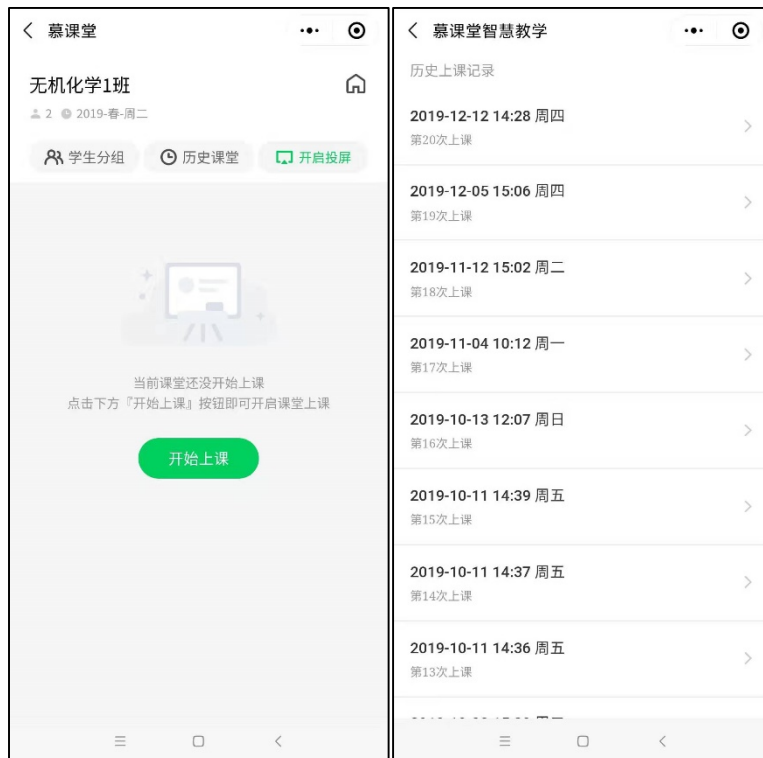 慕课堂
无机化学1班
2 2019-春-周二
学生分组 历史课堂 开启投屏
当前课堂还没开始上课
点击下方『开始上课』按钮即可开启课堂上课
开始上课
慕课堂智慧教学
历史上课记录
2019-12-12 14:28 周四
第20次上课
2019-12-05 15:06 周四
第19次上课
2019-11-12 15:02 周二
第18次上课
2019-11-04 10:12 周一
第17次上课
2019-10-13 12:07 周日
第16次上课
2019-10-11 14:39 周五
第15次上课
2019-10-11 14:37 周五
第14次上课
2019-10-11 14:36 周五
第13次上课